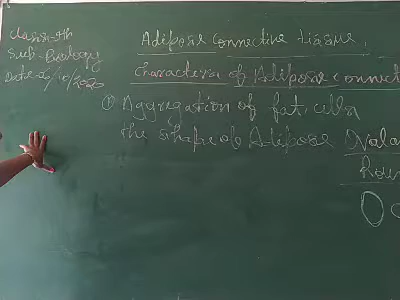 Class:-9th
Sub-Biology
Date /10/2020
Adipose Connective tissue,
Characters of Adipose connect
① Aggregation of fat cells
the shape of Adipose Oval